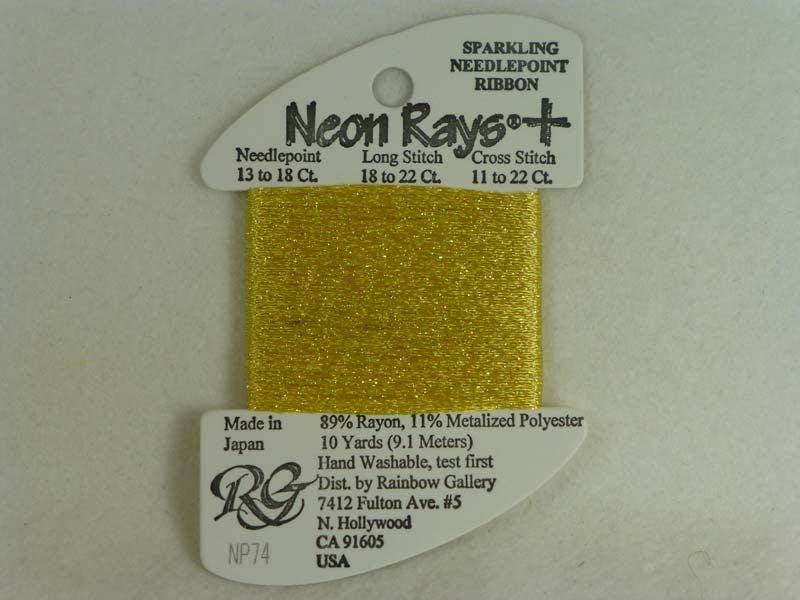 SPARKLING
NEEDLEPOINT
RIBBON
Neon Rays®+
Needlepoint Long Stitch Cross Stitch
13 to 18 Ct. 18 to 22 Ct. 11 to 22 Ct.
Made in
Japan
RG
NP74
89% Rayon, 11% Metalized Polyester
10 Yards (9.1 Meters)
Hand Washable, test first
Dist. by Rainbow Gallery
7412 Fulton Ave. #5
N. Hollywood
CA 91605
USA